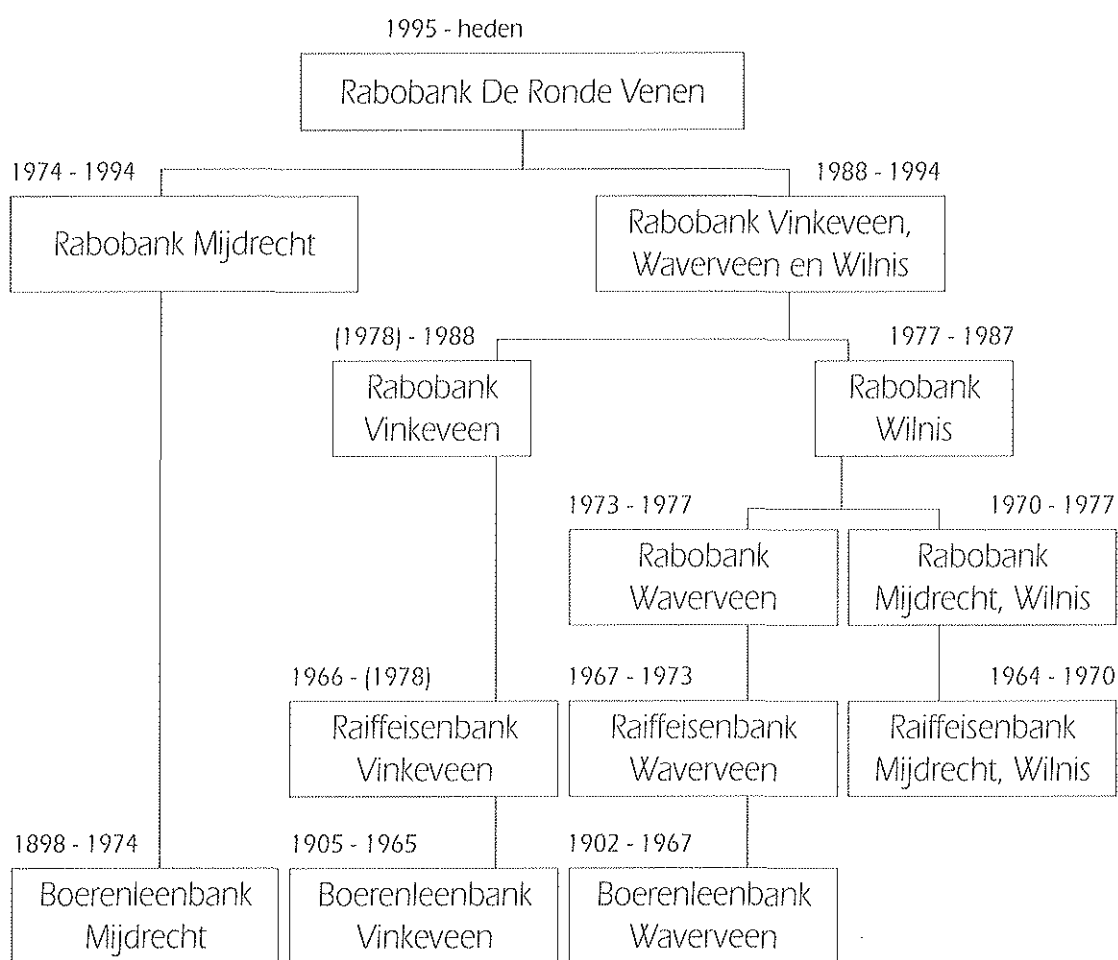 1995 - heden
Rabobank De Ronde Venen
1974 - 1994
1988 - 1994
Rabobank Mijdrecht
Rabobank Vinkeveen,
Waverveen en Wilnis
(1978) - 1988
1977 - 1987
Rabobank
Vinkeveen
Rabobank
Wilnis
1973 - 1977
1970 - 1977
Rabobank
Waverveen
Rabobank
Mijdrecht, Wilnis
1966 - (1978)
1967 - 1973
1964 - 1970
Raiffeisenbank
Vinkeveen
Raiffeisenbank
Waverveen
Raiffeisenbank
Mijdrecht, Wilnis
1898 - 1974
1905 - 1965
1902 - 1967
Boerenleenbank
Mijdrecht
Boerenleenbank
Vinkeveen
Boerenleenbank
Waverveen